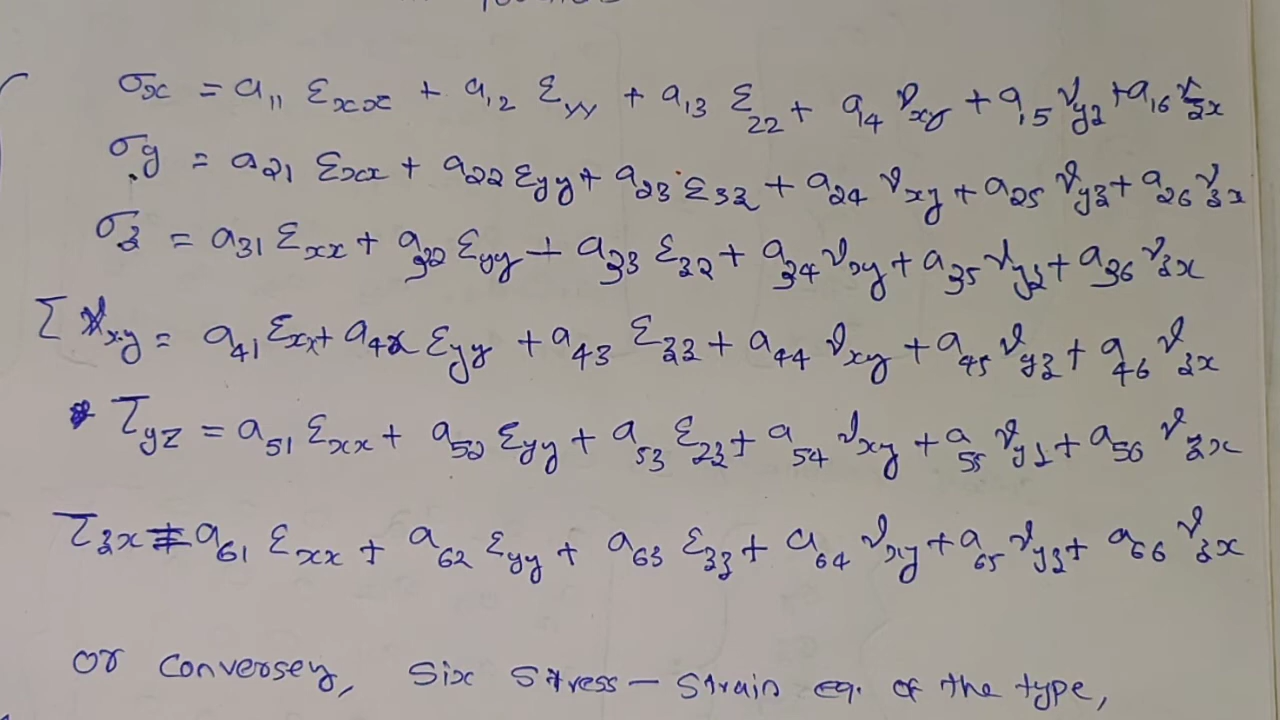 σx = a11 εxx + a12 εyy + a13 εzz + a4 γxy + a15 γyz + a16 γzx
σy = a21 εxx + a22 εyy + a23 εzz + a24 γxy + a25 γyz + a26 γzx
σz = a31 εxx + a32 εyy + a33 εzz + a34 γxy + a35 γyz + a36 γzx
τxy = a41 εxx + a42 εyy + a43 εzz + a44 γxy + a45 γyz + a46 γzx
τyz = a51 εxx + a52 εyy + a53 εzz + a54 γxy + a55 γyz + a56 γzx
τzx = a61 εxx + a62 εyy + a63 εzz + a64 γxy + a65 γyz + a66 γzx
or conversey, six stress - strain eq. of the type,